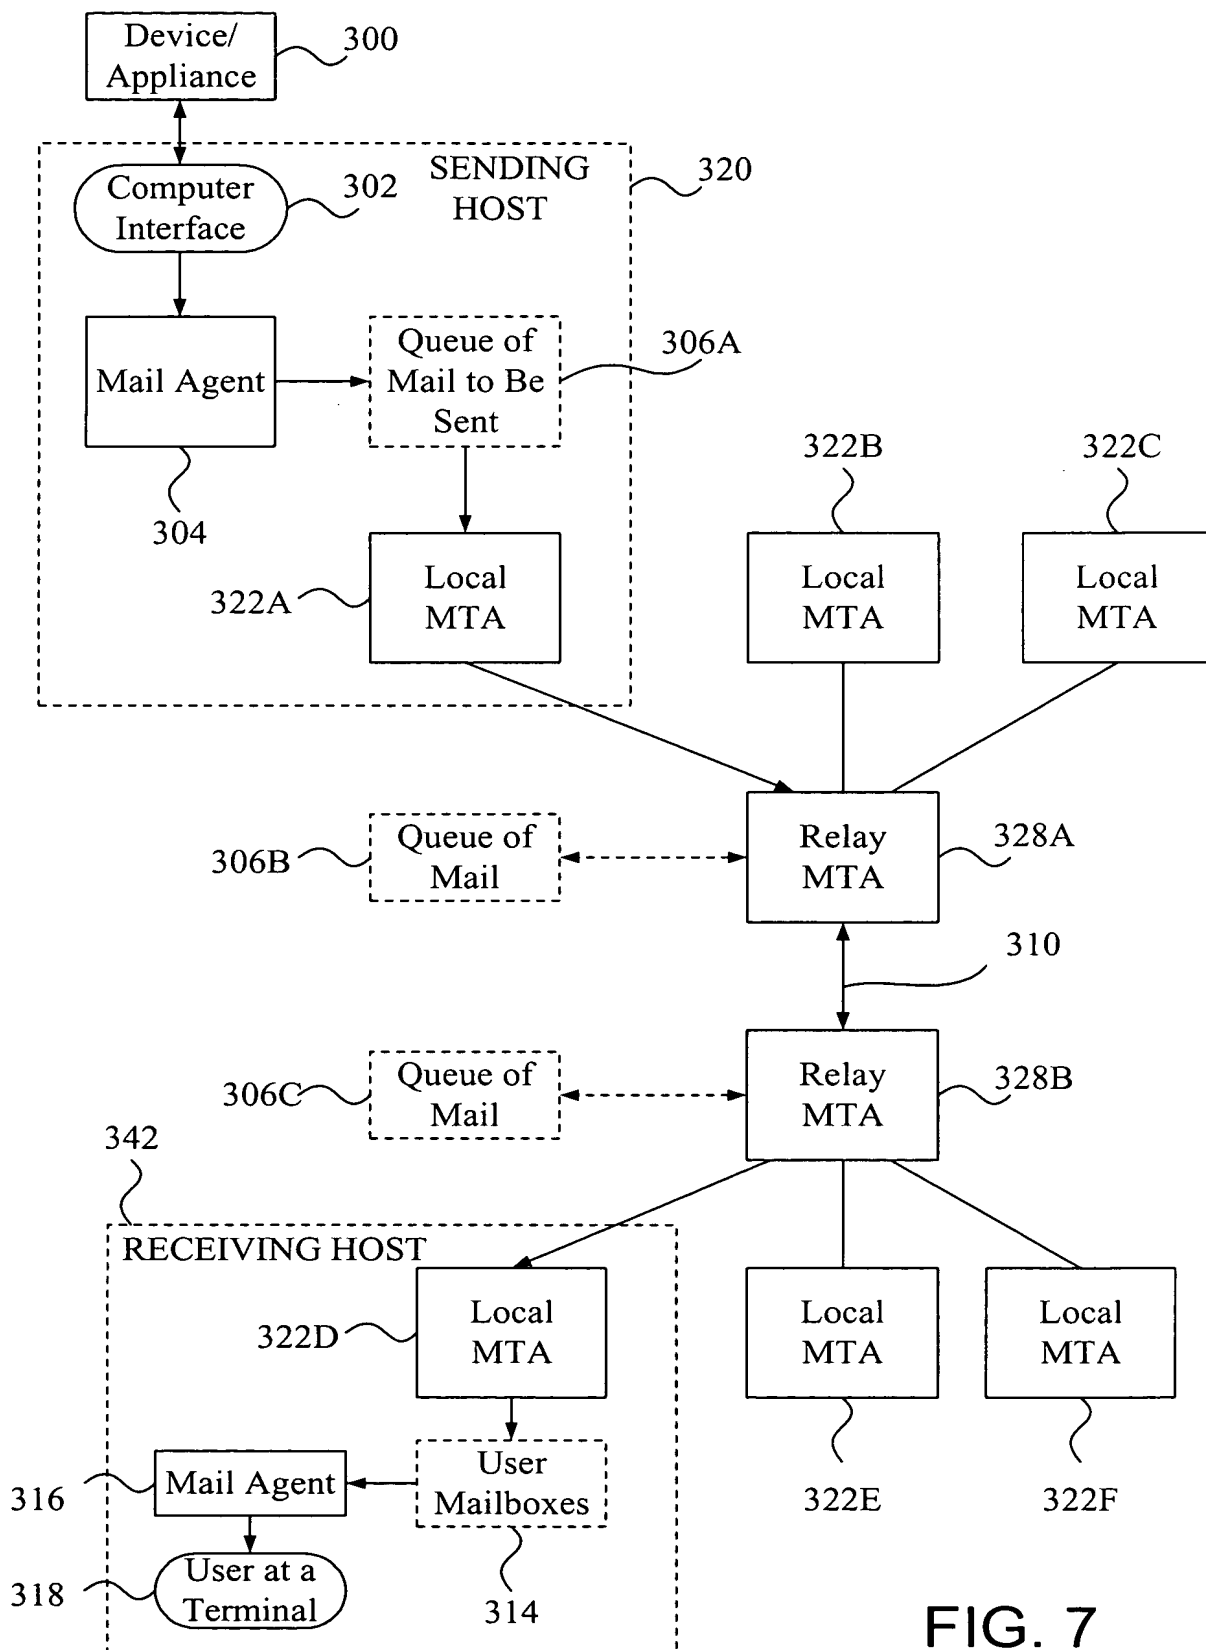 Device/
Appliance
300
SENDING
HOST
320
Computer
Interface
302
Mail Agent
304
Queue of
Mail to Be
Sent
306A
322B
322C
322A
Local
MTA
Local
MTA
Local
MTA
306B
Queue of
Mail
Relay
MTA
328A
310
306C
Queue of
Mail
Relay
MTA
328B
342
RECEIVING HOST
322D
Local
MTA
Local
MTA
Local
MTA
316
Mail Agent
User
Mailboxes
322E
322F
318
User at a
Terminal
314
FIG. 7